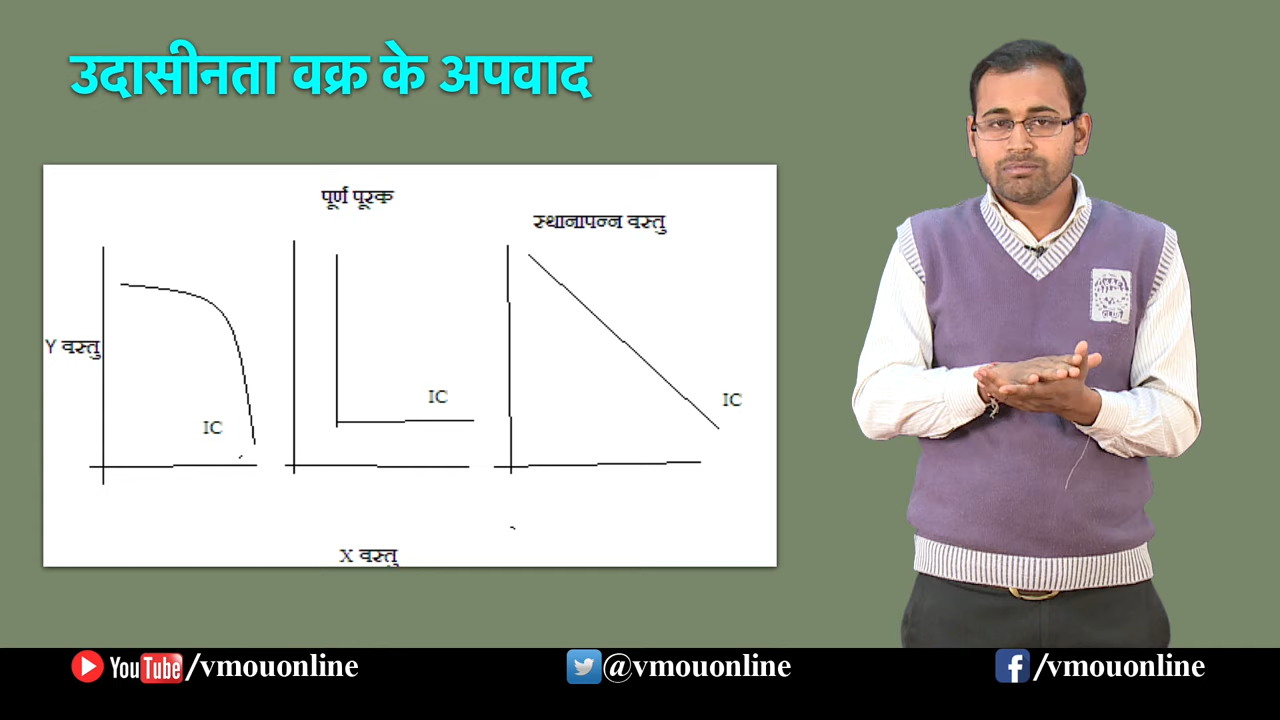 उदासीनता वक्र के अपवाद
पूर्ण पूरक
स्थानापन्न वस्तु
Y वस्तु
IC
IC
IC
X वस्तु
YouTube /vmouonline
@vmouonline
/vmouonline